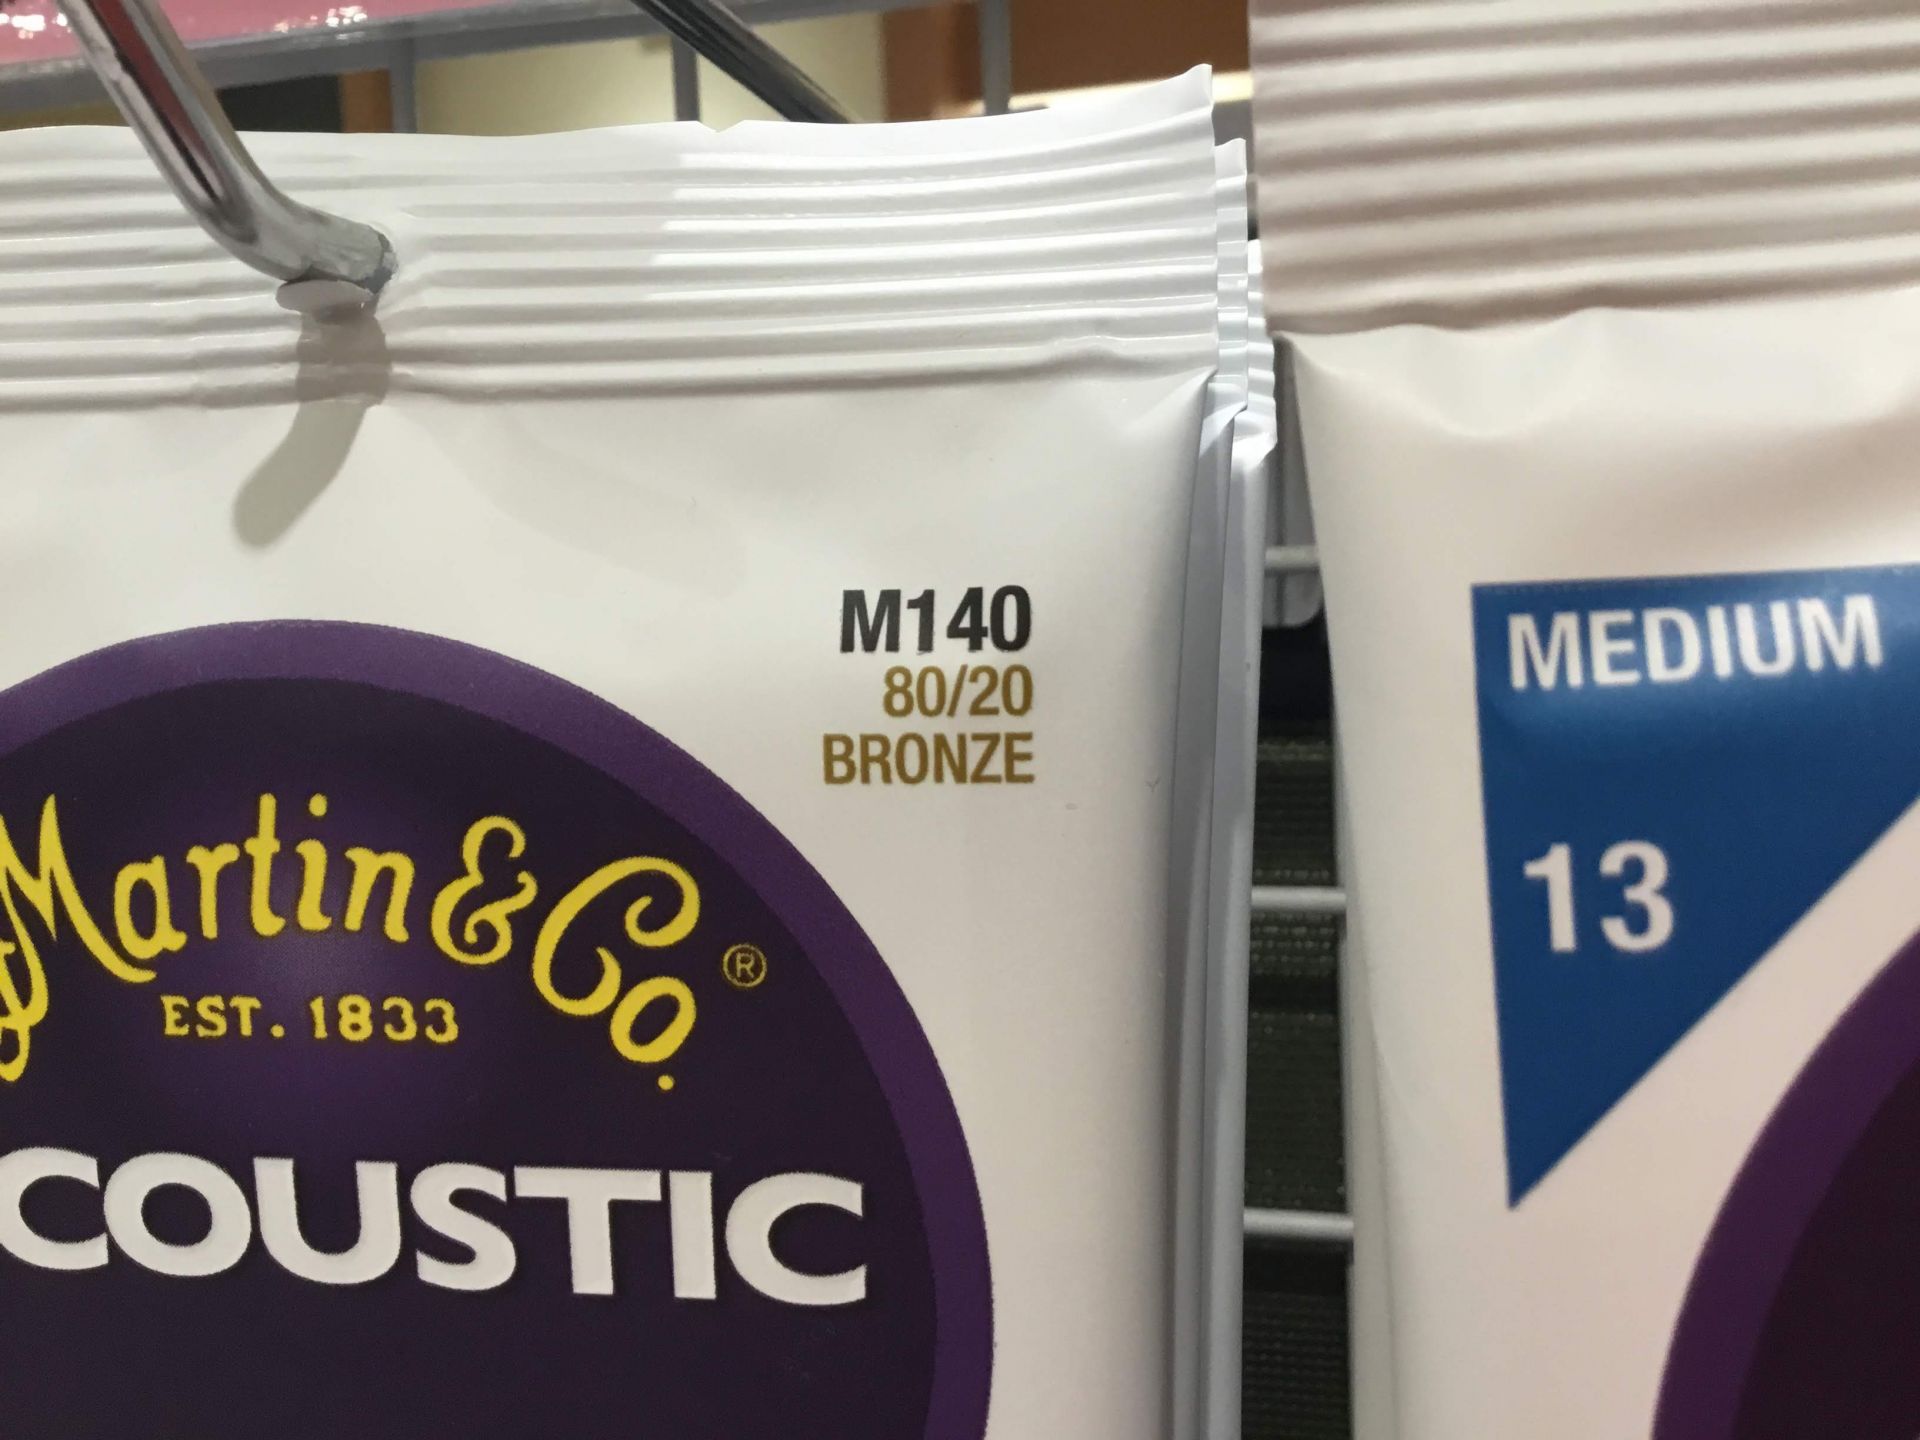 M140
80/20
BRONZE
Martin & Co.®
EST. 1833
COUSTIC
MEDIUM
13